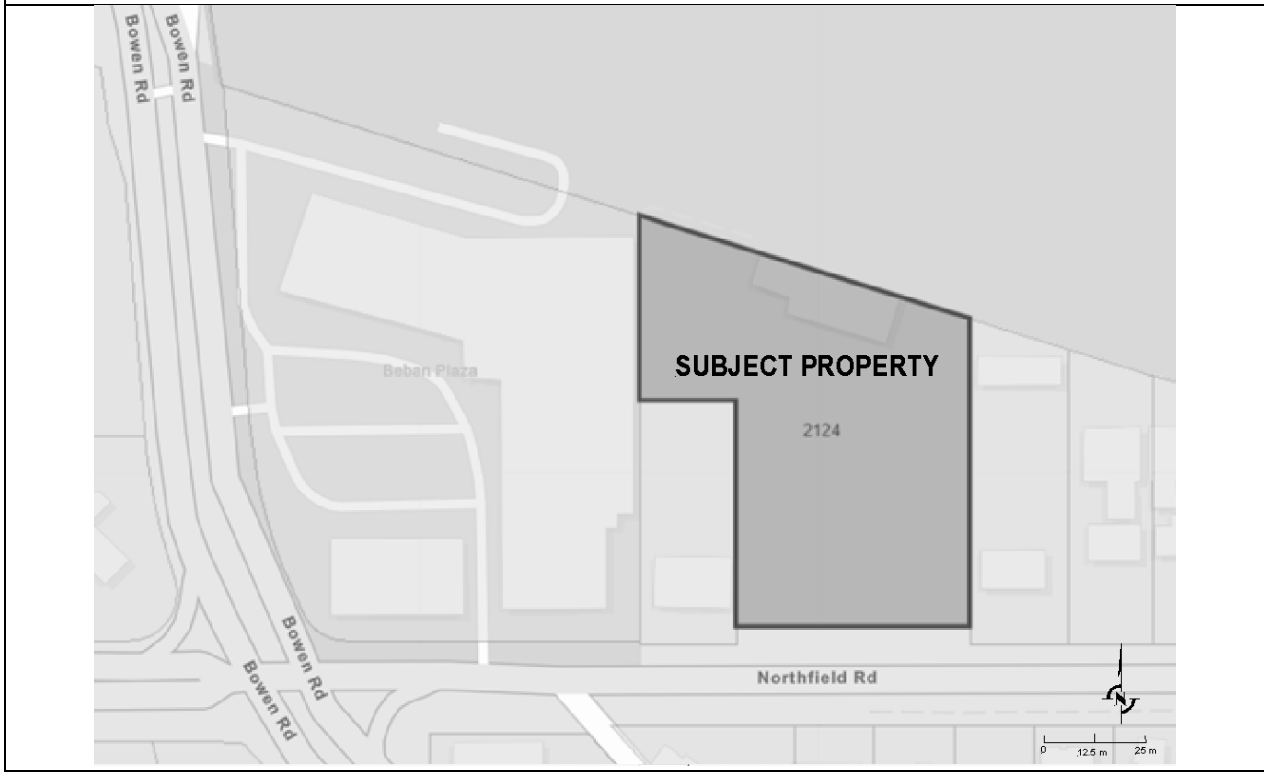 Bowen Rd
Bowen Rd
SUBJECT PROPERTY
Beban Plaza
2124
Bowen Rd
Bowen Rd
Northfield Rd
N
0 12.5 m 25 m